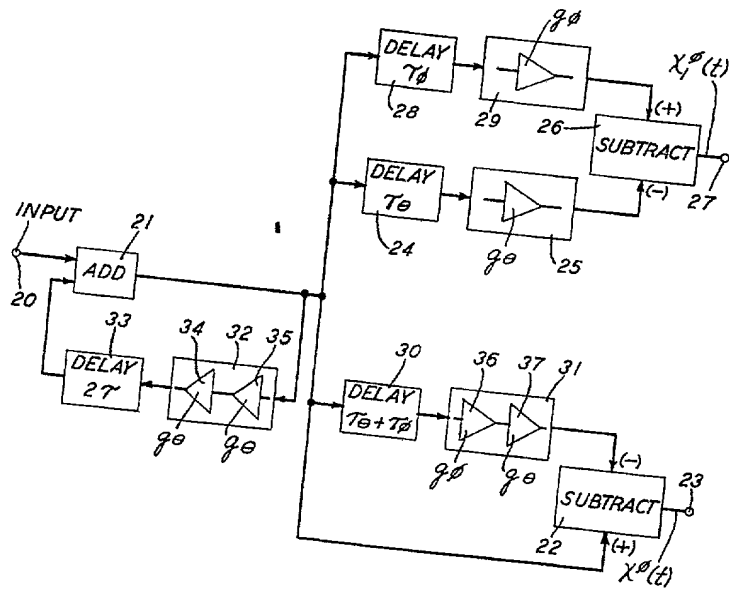 gϕ
DELAY
τϕ
28
29
χ₁^ϕ(t)
(+)
26
SUBTRACT
(-)
27
DELAY
τθ
24
gθ
25
INPUT
20
21
ADD
33
DELAY
2τ
34
32
35
gθ
gθ
30
DELAY
τθ+τϕ
36
37
31
gϕ
gθ
(-)
23
SUBTRACT
22
(+)
χ^ϕ(t)